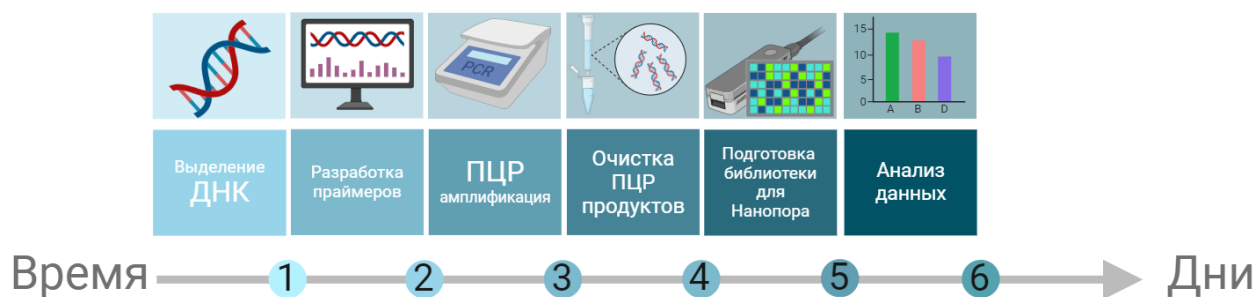 PCR
15
10
5
0
A B D
Выделение
ДНК
Разработка
праймеров
ПЦР
амплификация
Очистка
ПЦР
продуктов
Подготовка
библиотеки
для
Нанопора
Анализ
данных
Время 1 2 3 4 5 6 Дни